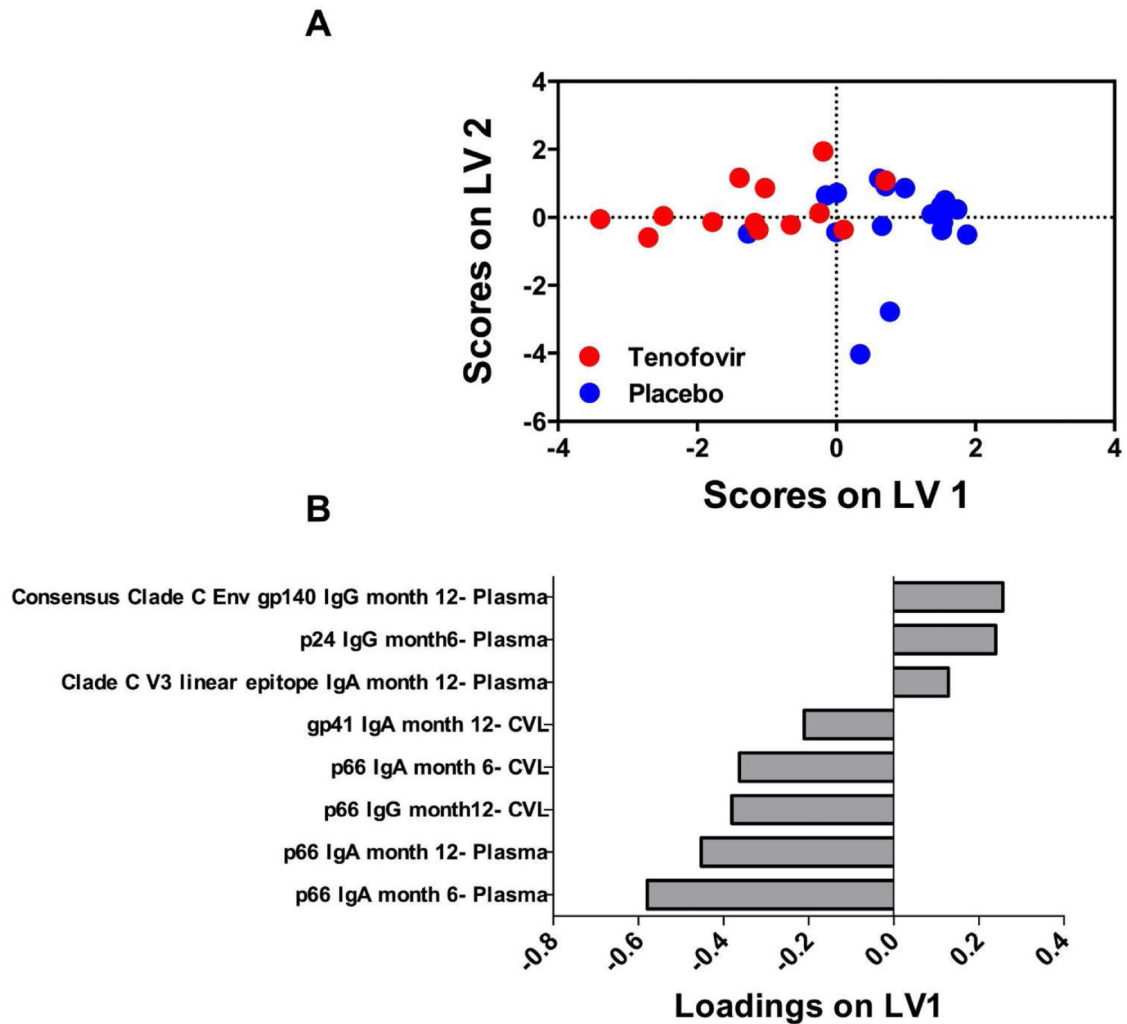 A
4
2
0
-2
-4
-6
Scores on LV 2
Tenofovir
Placebo
-4
-2
0
2
4
Scores on LV 1
B
Consensus Clade C Env gp140 IgG month 12- Plasma
p24 IgG month6- Plasma
Clade C V3 linear epitope IgA month 12- Plasma
gp41 IgA month 12- CVL
p66 IgA month 6- CVL
p66 IgG month12- CVL
p66 IgA month 12- Plasma
p66 IgA month 6- Plasma
-0.8
-0.6
-0.4
-0.2
0.0
0.2
0.4
Loadings on LV1